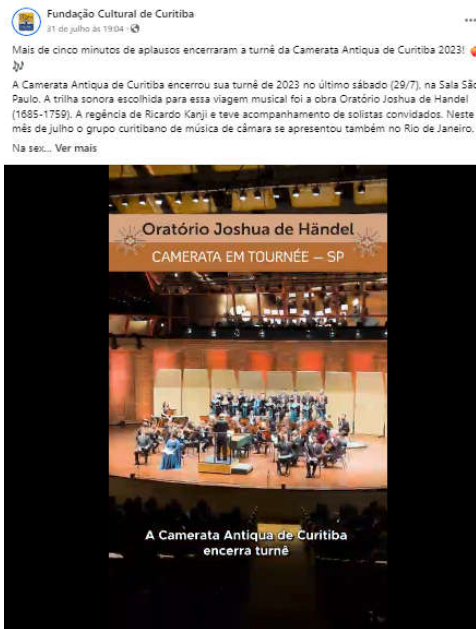 Fundação Cultural de Curitiba
31 de julho às 19:04 ·
Mais de cinco minutos de aplausos encerraram a turnê da Camerata Antiqua de Curitiba 2023!
A Camerata Antiqua de Curitiba encerrou sua turnê de 2023 no último sábado (29/7), na Sala São
Paulo. A trilha sonora escolhida para essa viagem musical foi a obra Oratório Joshua de Handel
(1685-1759). A regência de Ricardo Kanji e teve acompanhamento de solistas convidados. Neste
mês de julho o grupo curitibano de música de câmara se apresentou também no Rio de Janeiro.
Na sex... Ver mais
Oratório Joshua de Händel
CAMERATA EM TOURNÉE – SP
A Camerata Antiqua de Curitiba
encerra turnê